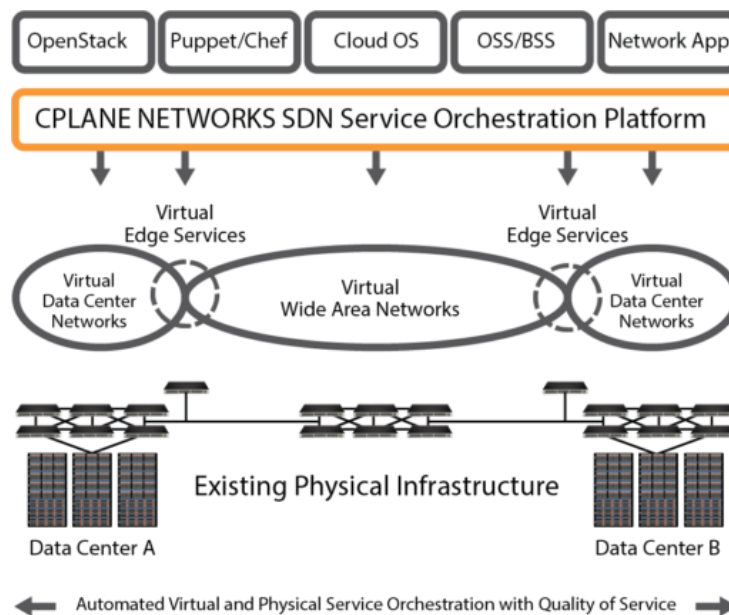 OpenStack
Puppet/Chef
Cloud OS
OSS/BSS
Network App
CPLANE NETWORKS SDN Service Orchestration Platform
Virtual
Edge Services
Virtual
Edge Services
Virtual
Data Center
Networks
Virtual
Wide Area Networks
Virtual
Data Center
Networks
Existing Physical Infrastructure
Data Center A
Data Center B
Automated Virtual and Physical Service Orchestration with Quality of Service